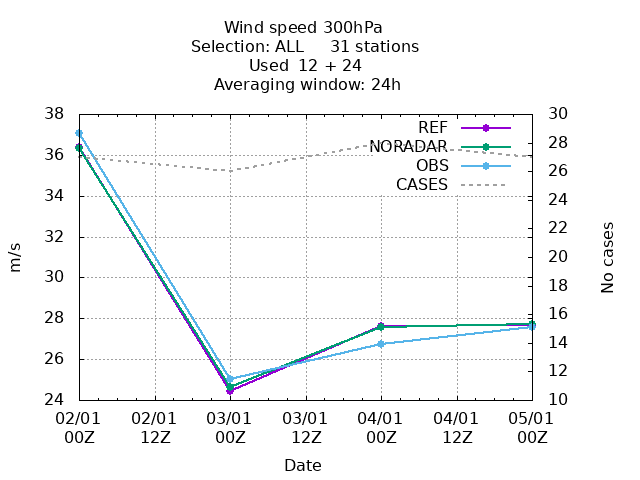 Wind speed 300hPa
Selection: ALL     31 stations
Used  12 + 24
Averaging window: 24h
38
36
34
32
30
28
26
24
30
28
26
24
22
20
18
16
14
12
10
REF
NORADAR
OBS
CASES
m/s
No cases
02/01 00Z
02/01 12Z
03/01 00Z
03/01 12Z
04/01 00Z
04/01 12Z
05/01 00Z
Date